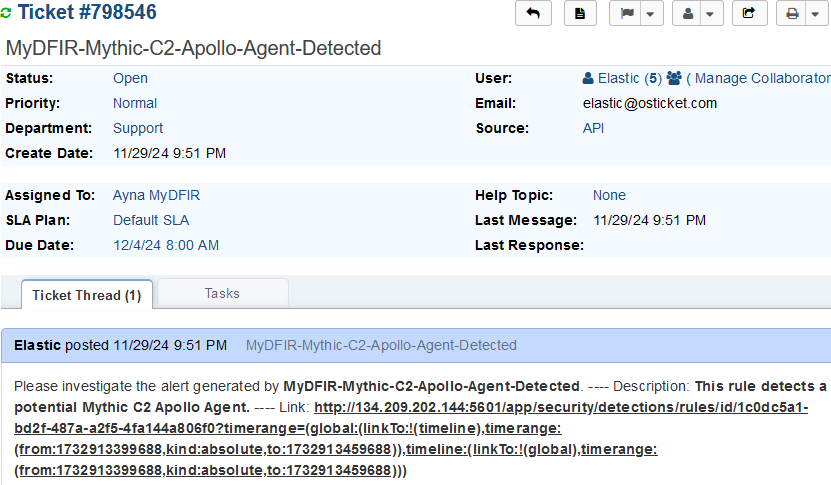 Ticket #798546
MyDFIR-Mythic-C2-Apollo-Agent-Detected
Status: Open
User: Elastic (5) ( Manage Collaborator
Priority: Normal
Email: elastic@osticket.com
Department: Support
Source: API
Create Date: 11/29/24 9:51 PM
Assigned To: Ayna MyDFIR
Help Topic: None
SLA Plan: Default SLA
Last Message: 11/29/24 9:51 PM
Due Date: 12/4/24 8:00 AM
Last Response:
Ticket Thread (1) Tasks
Elastic posted 11/29/24 9:51 PM MyDFIR-Mythic-C2-Apollo-Agent-Detected
Please investigate the alert generated by MyDFIR-Mythic-C2-Apollo-Agent-Detected. ---- Description: This rule detects a
potential Mythic C2 Apollo Agent. ---- Link: http://134.209.202.144:5601/app/security/detections/rules/id/1c0dc5a1-
bd2f-487a-a2f5-4fa144a806f0?timerange=(global:(linkTo:!(timeline),timerange:
(from:1732913399688,kind:absolute,to:1732913459688)),timeline:(linkTo:!(global),timerange:
(from:1732913399688,kind:absolute,to:1732913459688)))